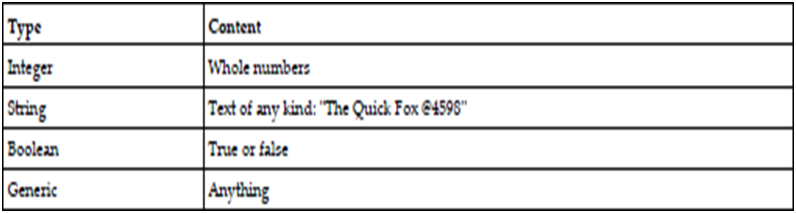 Type Content
Integer Whole numbers
String Text of any kind: "The Quick Fox @4598"
Boolean True or false
Generic Anything